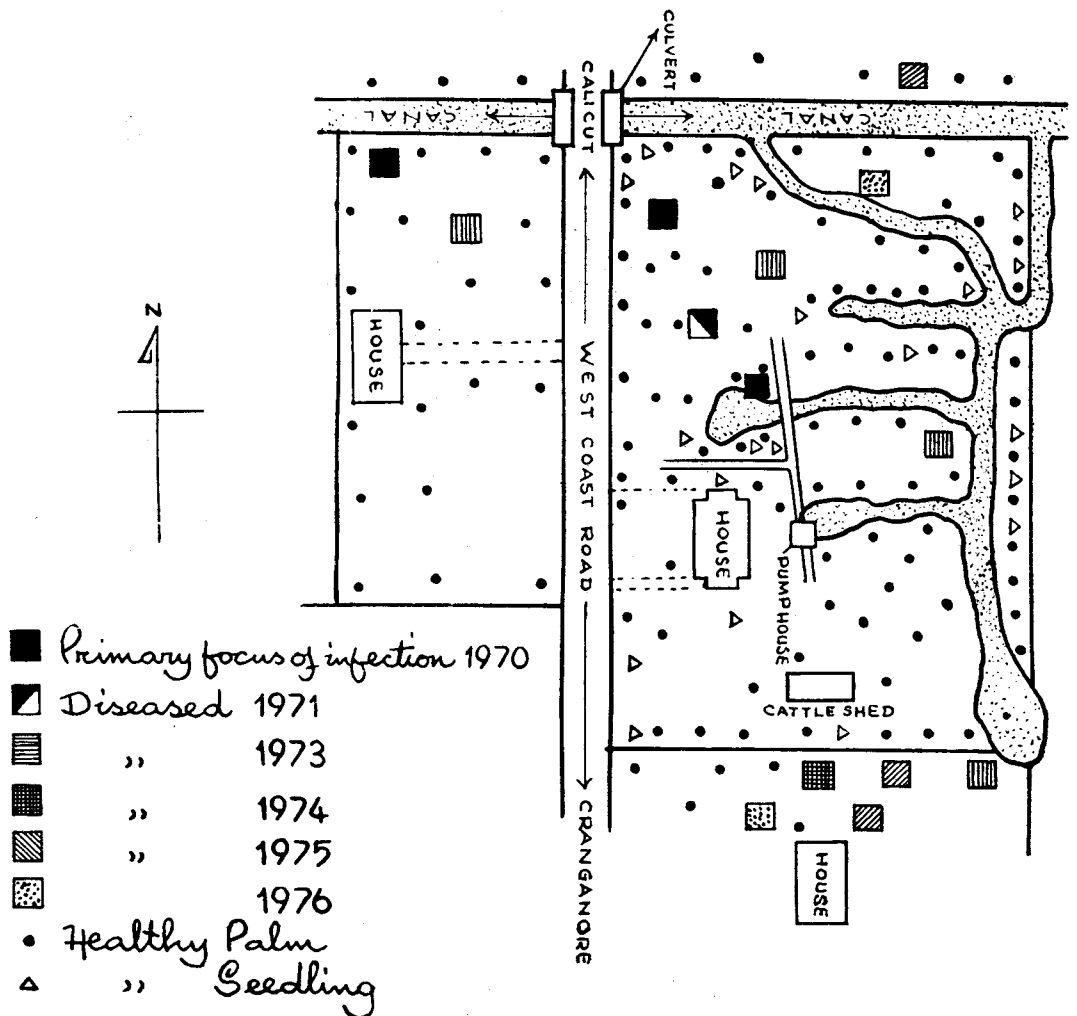 CULVERT
CALICUT
CANAL
CANAL
N
HOUSE
WEST COAST ROAD
HOUSE
PUMPHOUSE
CATTLE SHED
CRANGANORE
HOUSE
Primary focus of infection 1970
Diseased 1971
,, 1973
,, 1974
,, 1975
1976
Healthy Palm
,, Seedling